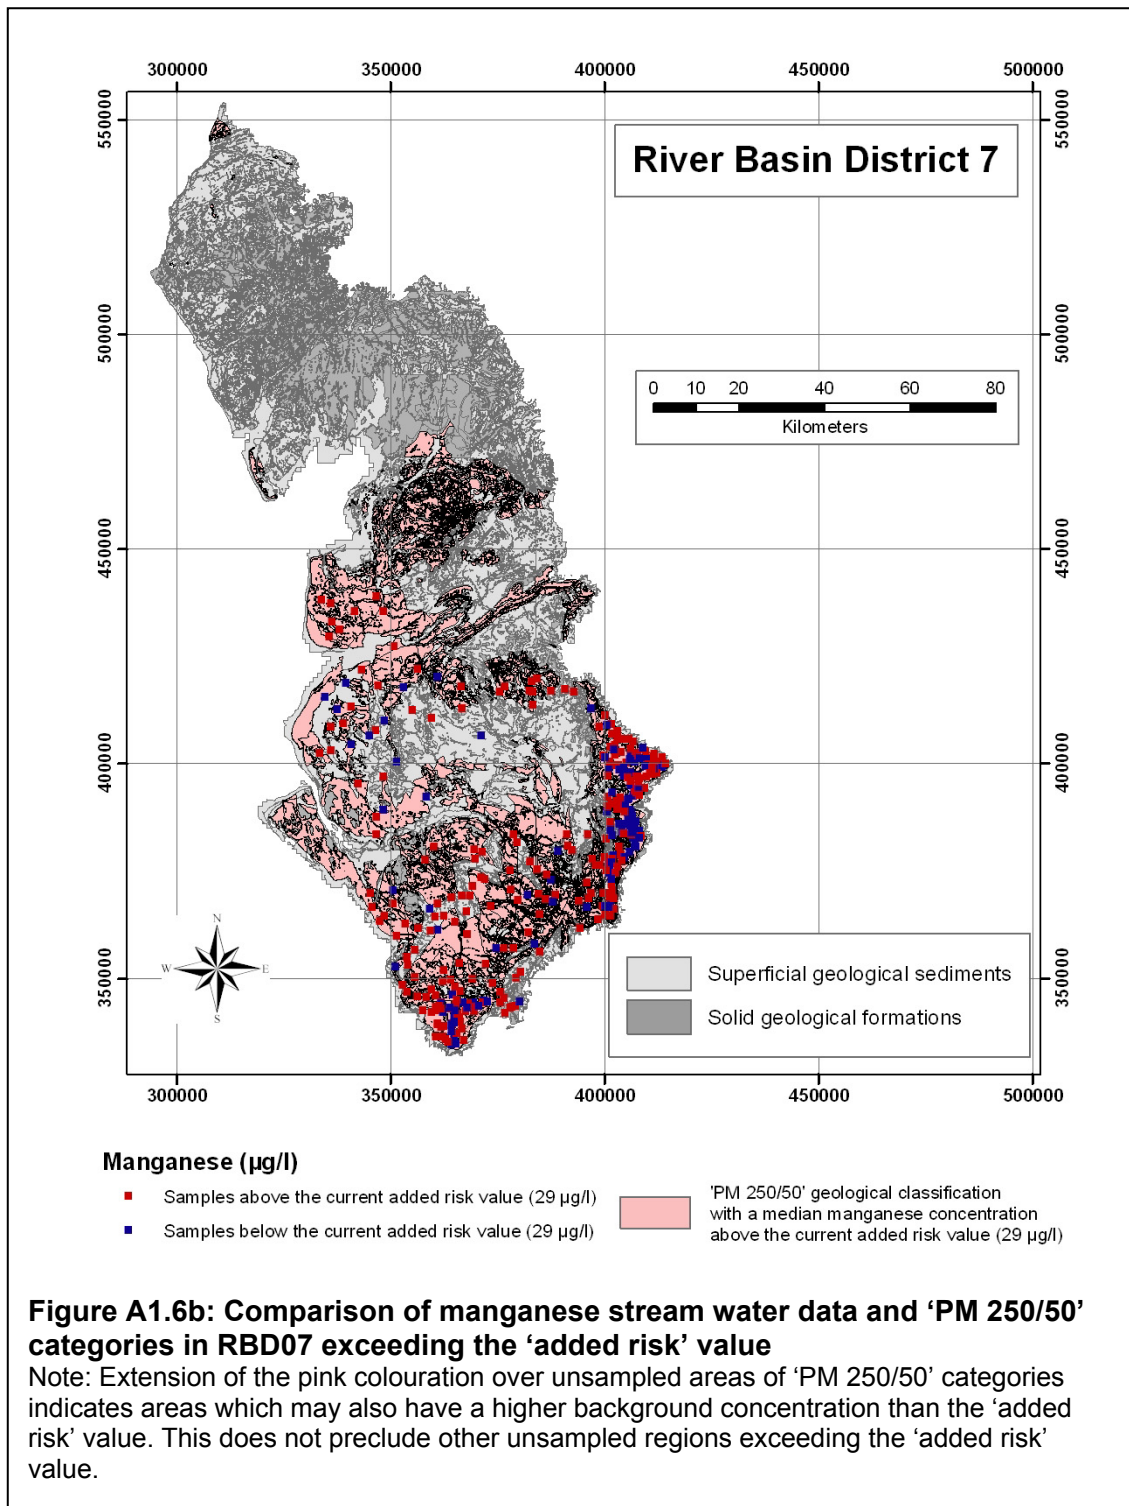 300000 350000 400000 450000 500000
550000 550000
River Basin District 7
500000 500000
0 10 20 40 60 80
Kilometers
450000 450000
400000 400000
N
W E
S
350000 350000
Superficial geological sediments
Solid geological formations
300000 350000 400000 450000 500000
Manganese (µg/l)
Samples above the current added risk value (29 µg/l)
Samples below the current added risk value (29 µg/l)
'PM 250/50' geological classification
with a median manganese concentration
above the current added risk value (29 µg/l)
Figure A1.6b: Comparison of manganese stream water data and ‘PM 250/50’
categories in RBD07 exceeding the ‘added risk’ value
Note: Extension of the pink colouration over unsampled areas of ‘PM 250/50’ categories
indicates areas which may also have a higher background concentration than the ‘added
risk’ value. This does not preclude other unsampled regions exceeding the ‘added risk’
value.